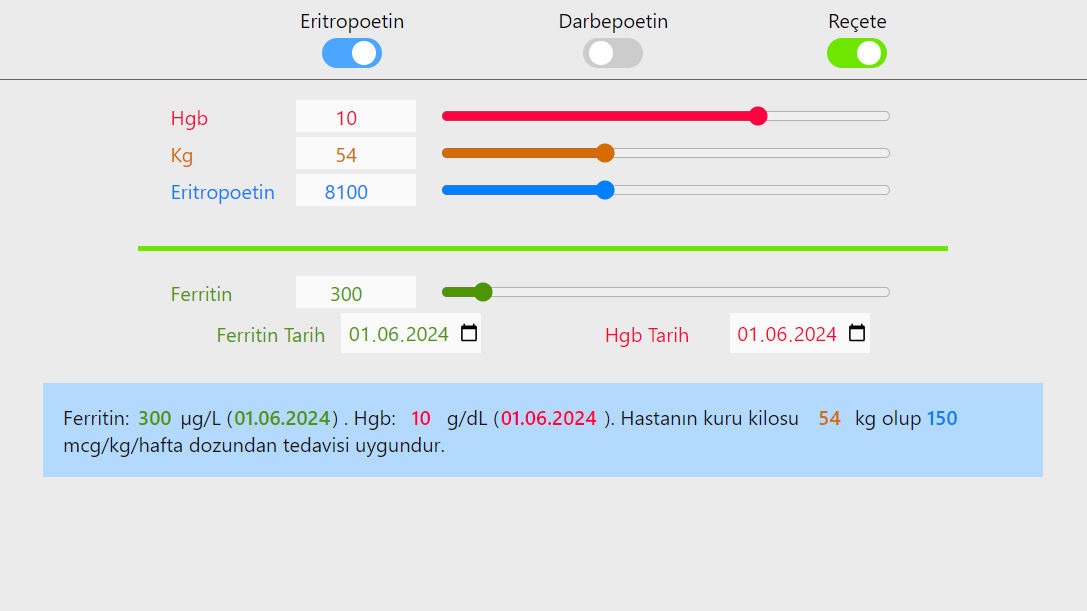 Eritropoetin Darbepoetin Reçete
Hgb 10
Kg 54
Eritropoetin 8100
Ferritin 300
Ferritin Tarih 01.06.2024 Hgb Tarih 01.06.2024
Ferritin: 300 µg/L (01.06.2024) . Hgb: 10 g/dL (01.06.2024 ). Hastanın kuru kilosu 54 kg olup 150
mcg/kg/hafta dozundan tedavisi uygundur.